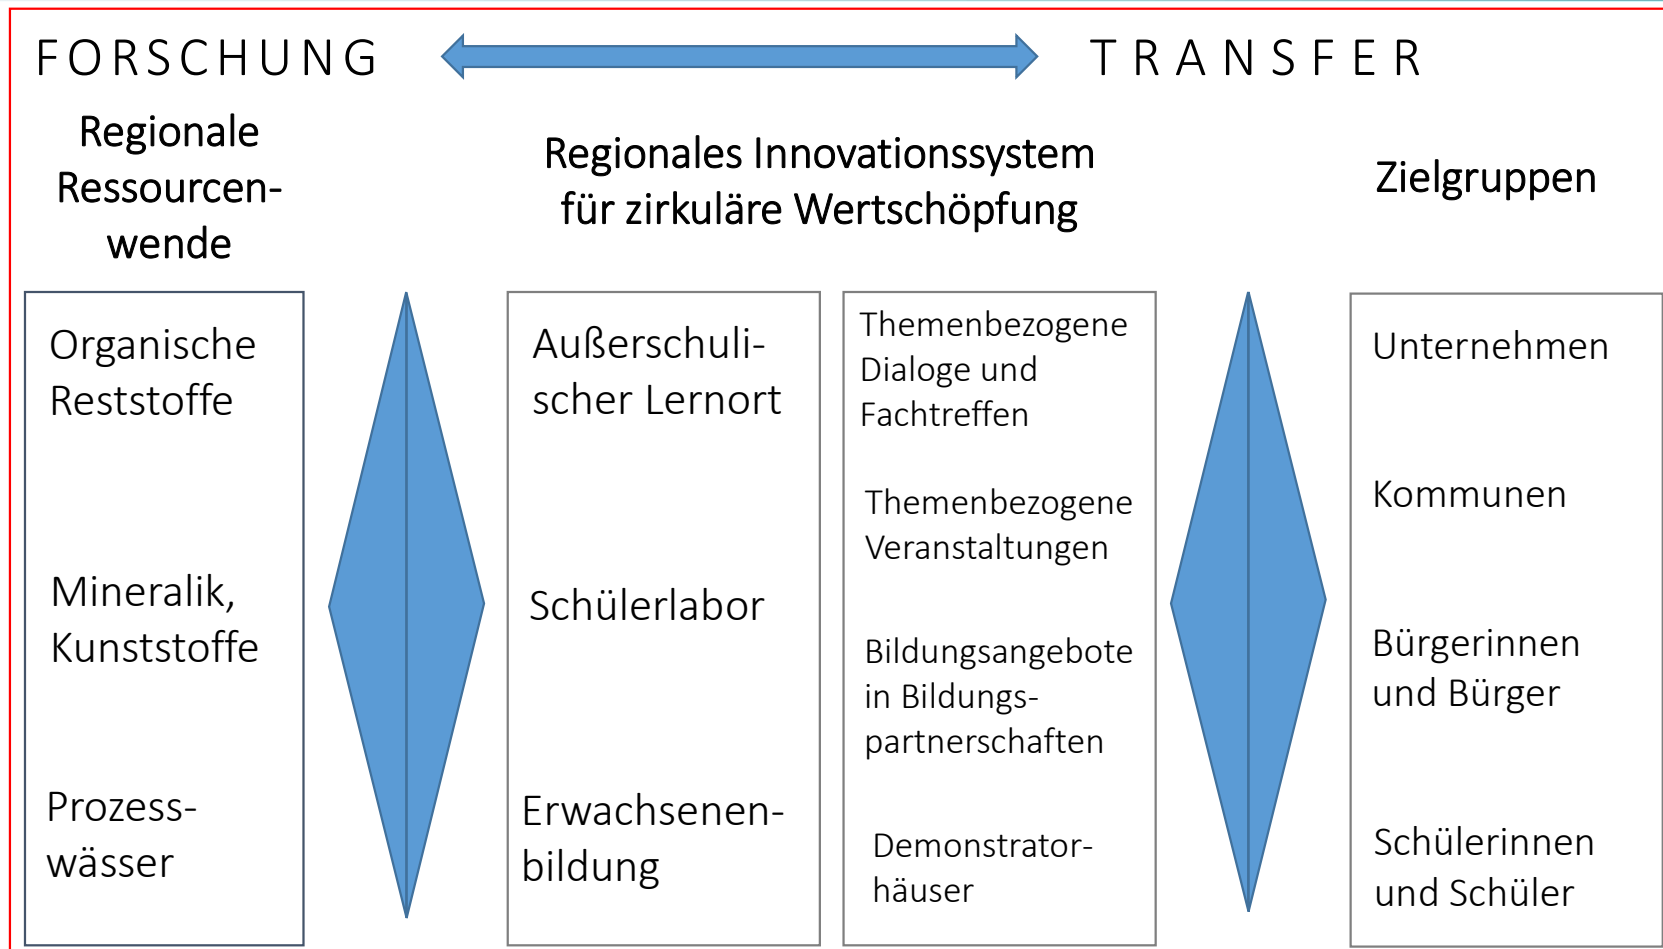 FORSCHUNG
TRANSFER
Regionale
Ressourcen-
wende
Regionales Innovationssystem
für zirkuläre Wertschöpfung
Zielgruppen
Organische
Reststoffe
Mineralik,
Kunststoffe
Prozess-
wässer
Außerschuli-
scher Lernort
Schülerlabor
Erwachsenen-
bildung
Themenbezogene
Dialoge und
Fachtreffen
Themenbezogene
Veranstaltungen
Bildungsangebote
in Bildungs-
partnerschaften
Demonstrator-
häuser
Unternehmen
Kommunen
Bürgerinnen
und Bürger
Schülerinnen
und Schüler